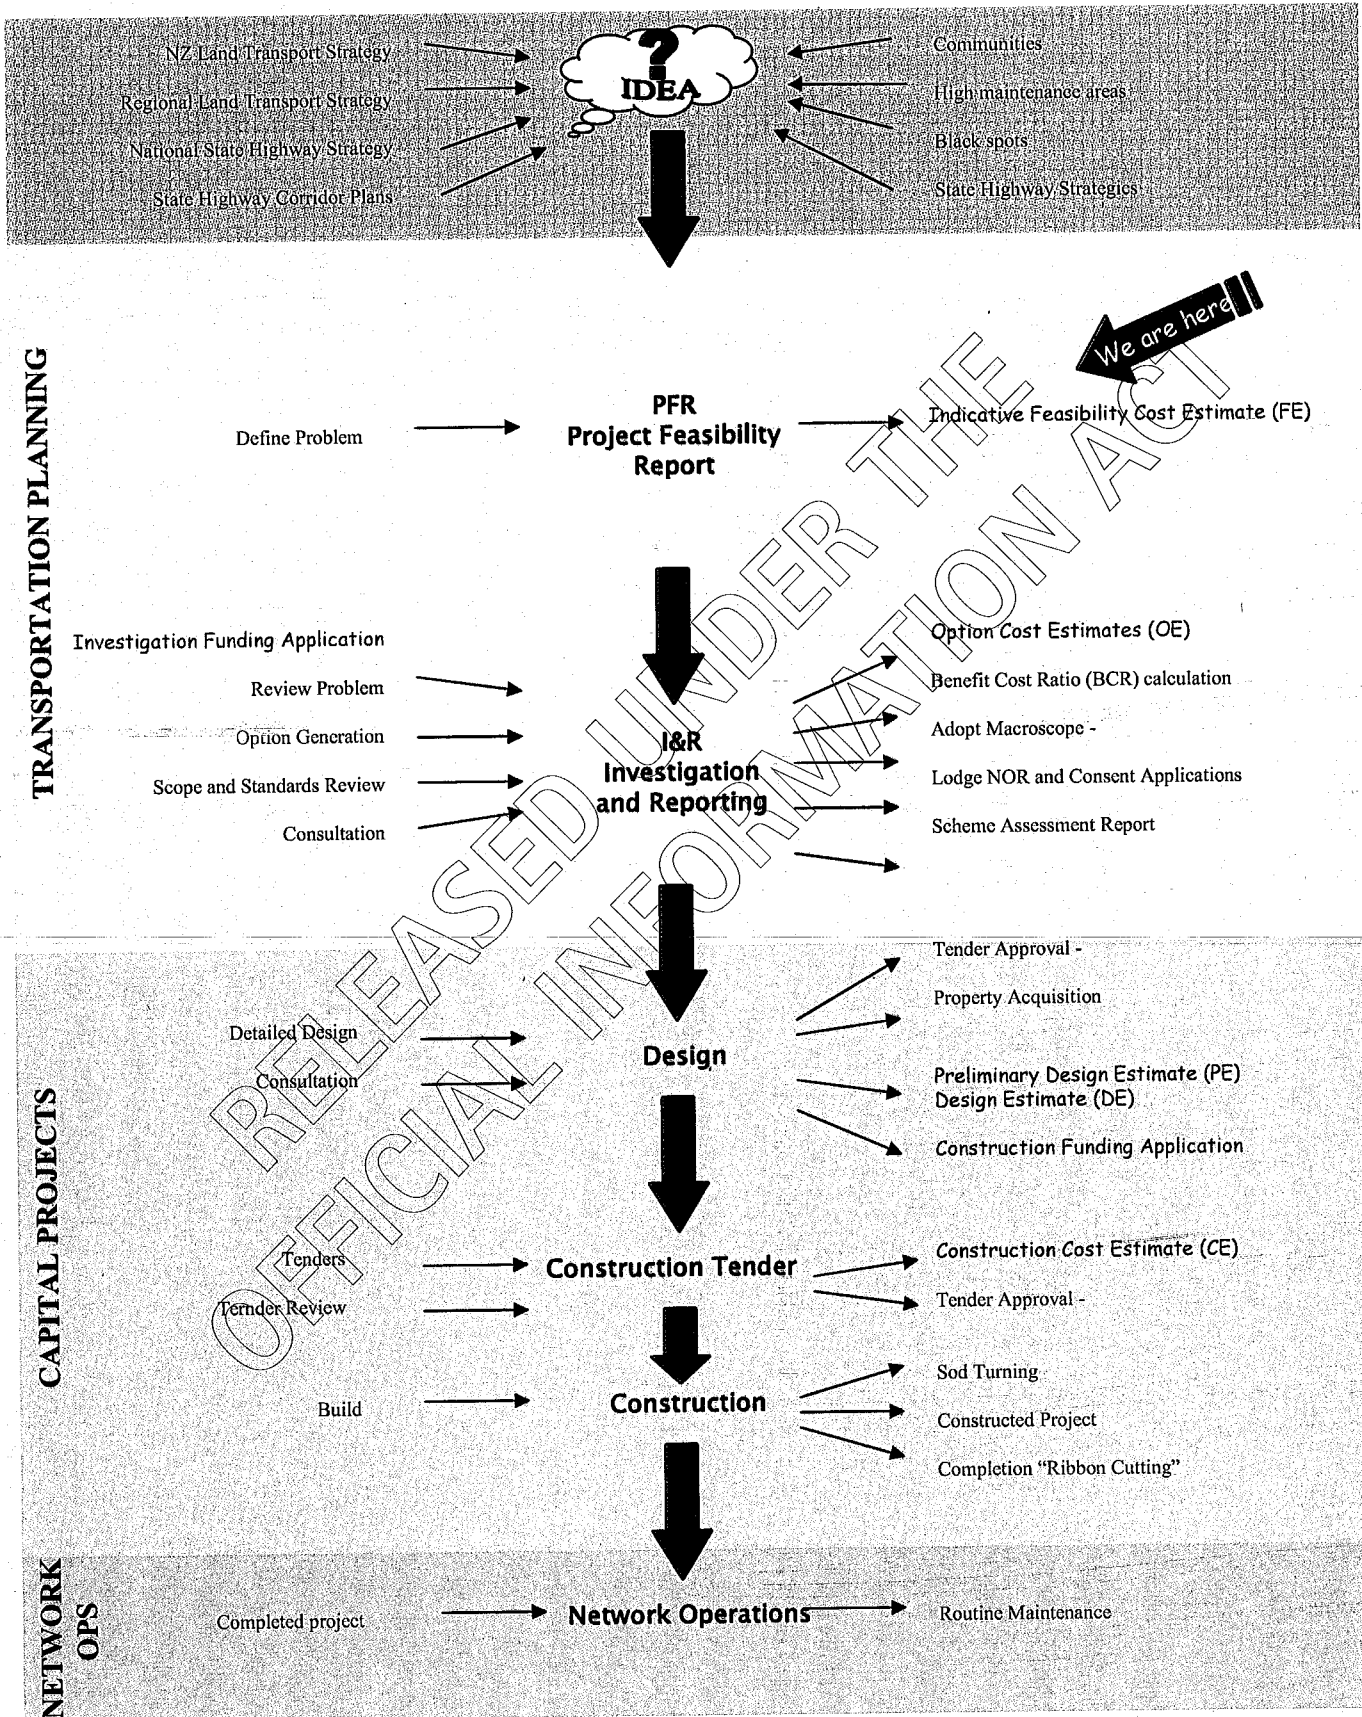 NZ Land Transport Strategy
Regional Land Transport Strategy
National State Highway Strategy
State Highway Corridor Plans
?
IDEA
Communities
High maintenance areas
Black spots
State Highway Strategies
We are here
TRANSPORTATION PLANNING
Define Problem
PFR
Project Feasibility
Report
Indicative Feasibility Cost Estimate (FE)
Investigation Funding Application
Review Problem
Option Generation
Scope and Standards Review
Consultation
I&R
Investigation
and Reporting
Option Cost Estimates (OE)
Benefit Cost Ratio (BCR) calculation
Adopt Macroscope -
Lodge NOR and Consent Applications
Scheme Assessment Report
RELEASED UNDER THE
OFFICIAL INFORMATION ACT
CAPITAL PROJECTS
Detailed Design
Consultation
Design
Tender Approval -
Property Acquisition
Preliminary Design Estimate (PE)
Design Estimate (DE)
Construction Funding Application
Tenders
Ternder Review
Construction Tender
Construction Cost Estimate (CE)
Tender Approval -
Build
Construction
Sod Turning
Constructed Project
Completion “Ribbon Cutting”
NETWORK
OPS
Completed project
Network Operations
Routine Maintenance